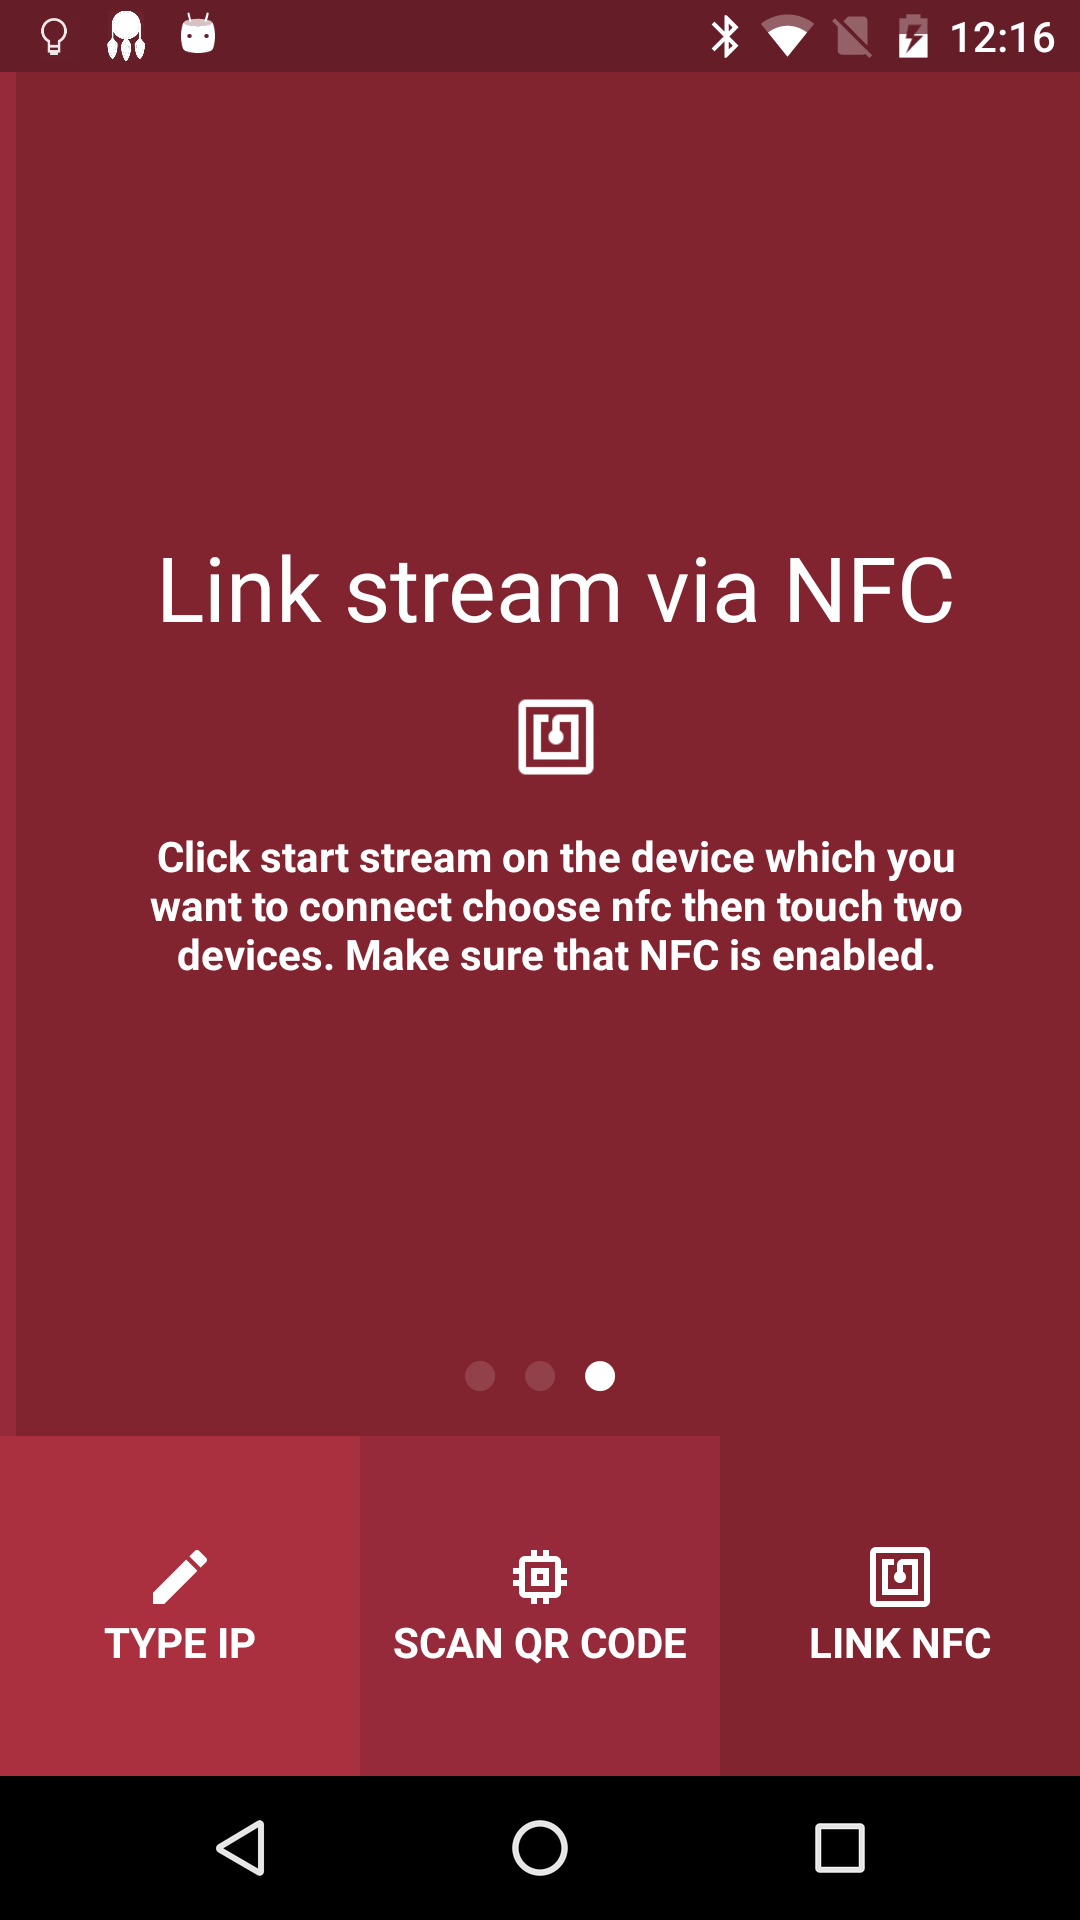 12:16
Link stream via NFC
Click start stream on the device which you
want to connect choose nfc then touch two
devices. Make sure that NFC is enabled.
TYPE IP
SCAN QR CODE
LINK NFC